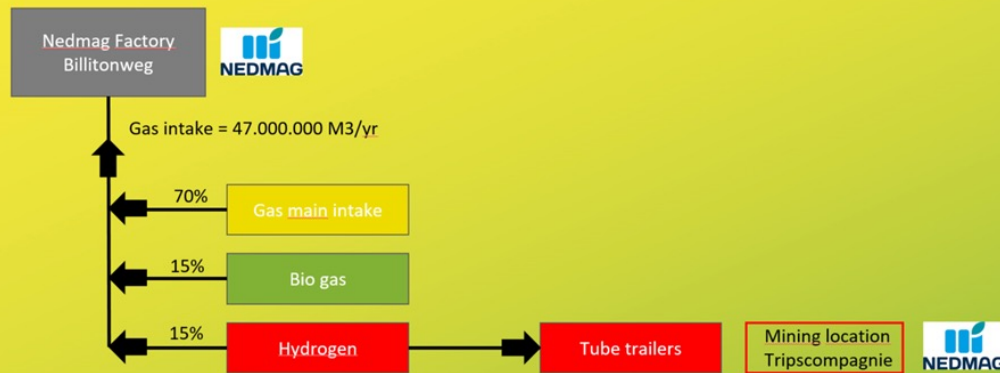 Nedmag Factory
Billitonweg
NEDMAG
Gas intake = 47.000.000 M3/yr
70%
Gas main intake
15%
Bio gas
15%
Hydrogen
Tube trailers
Mining location
Tripscompagnie
NEDMAG